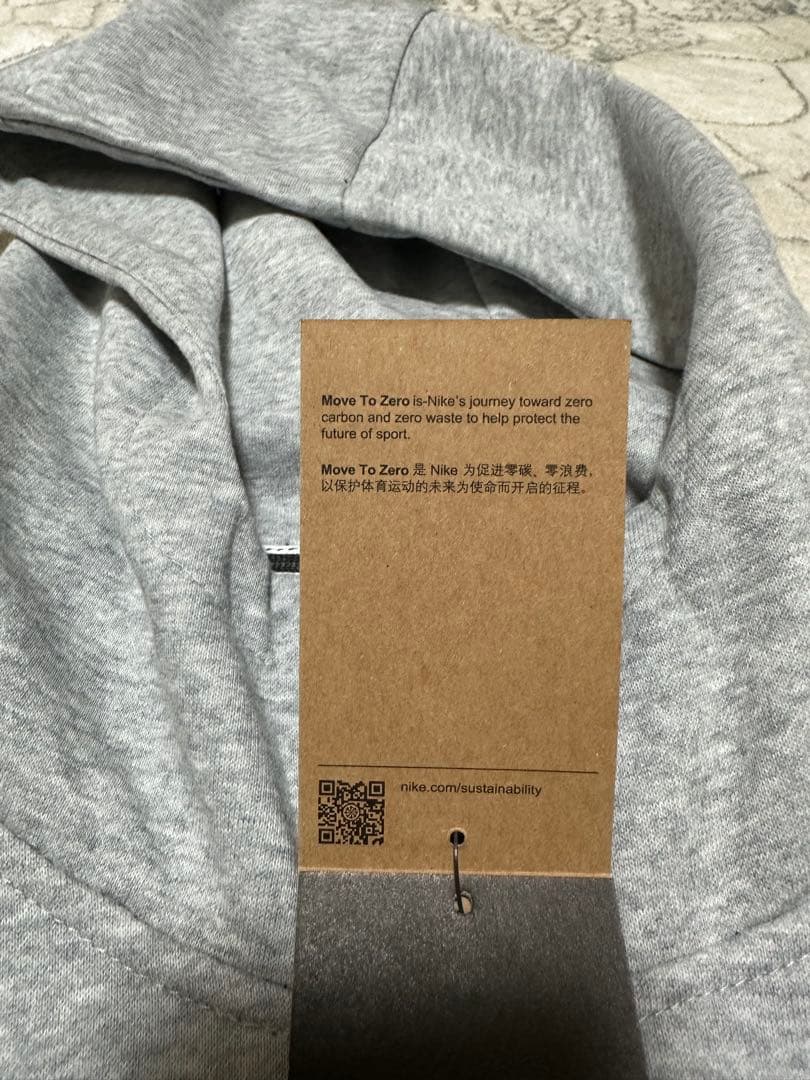 Move To Zero is-Nike's journey toward zero
carbon and zero waste to help protect the
future of sport.
Move To Zero 是 Nike 为促进零碳、零浪费，
以保护体育运动的未来为使命而开启的征程。
nike.com/sustainability